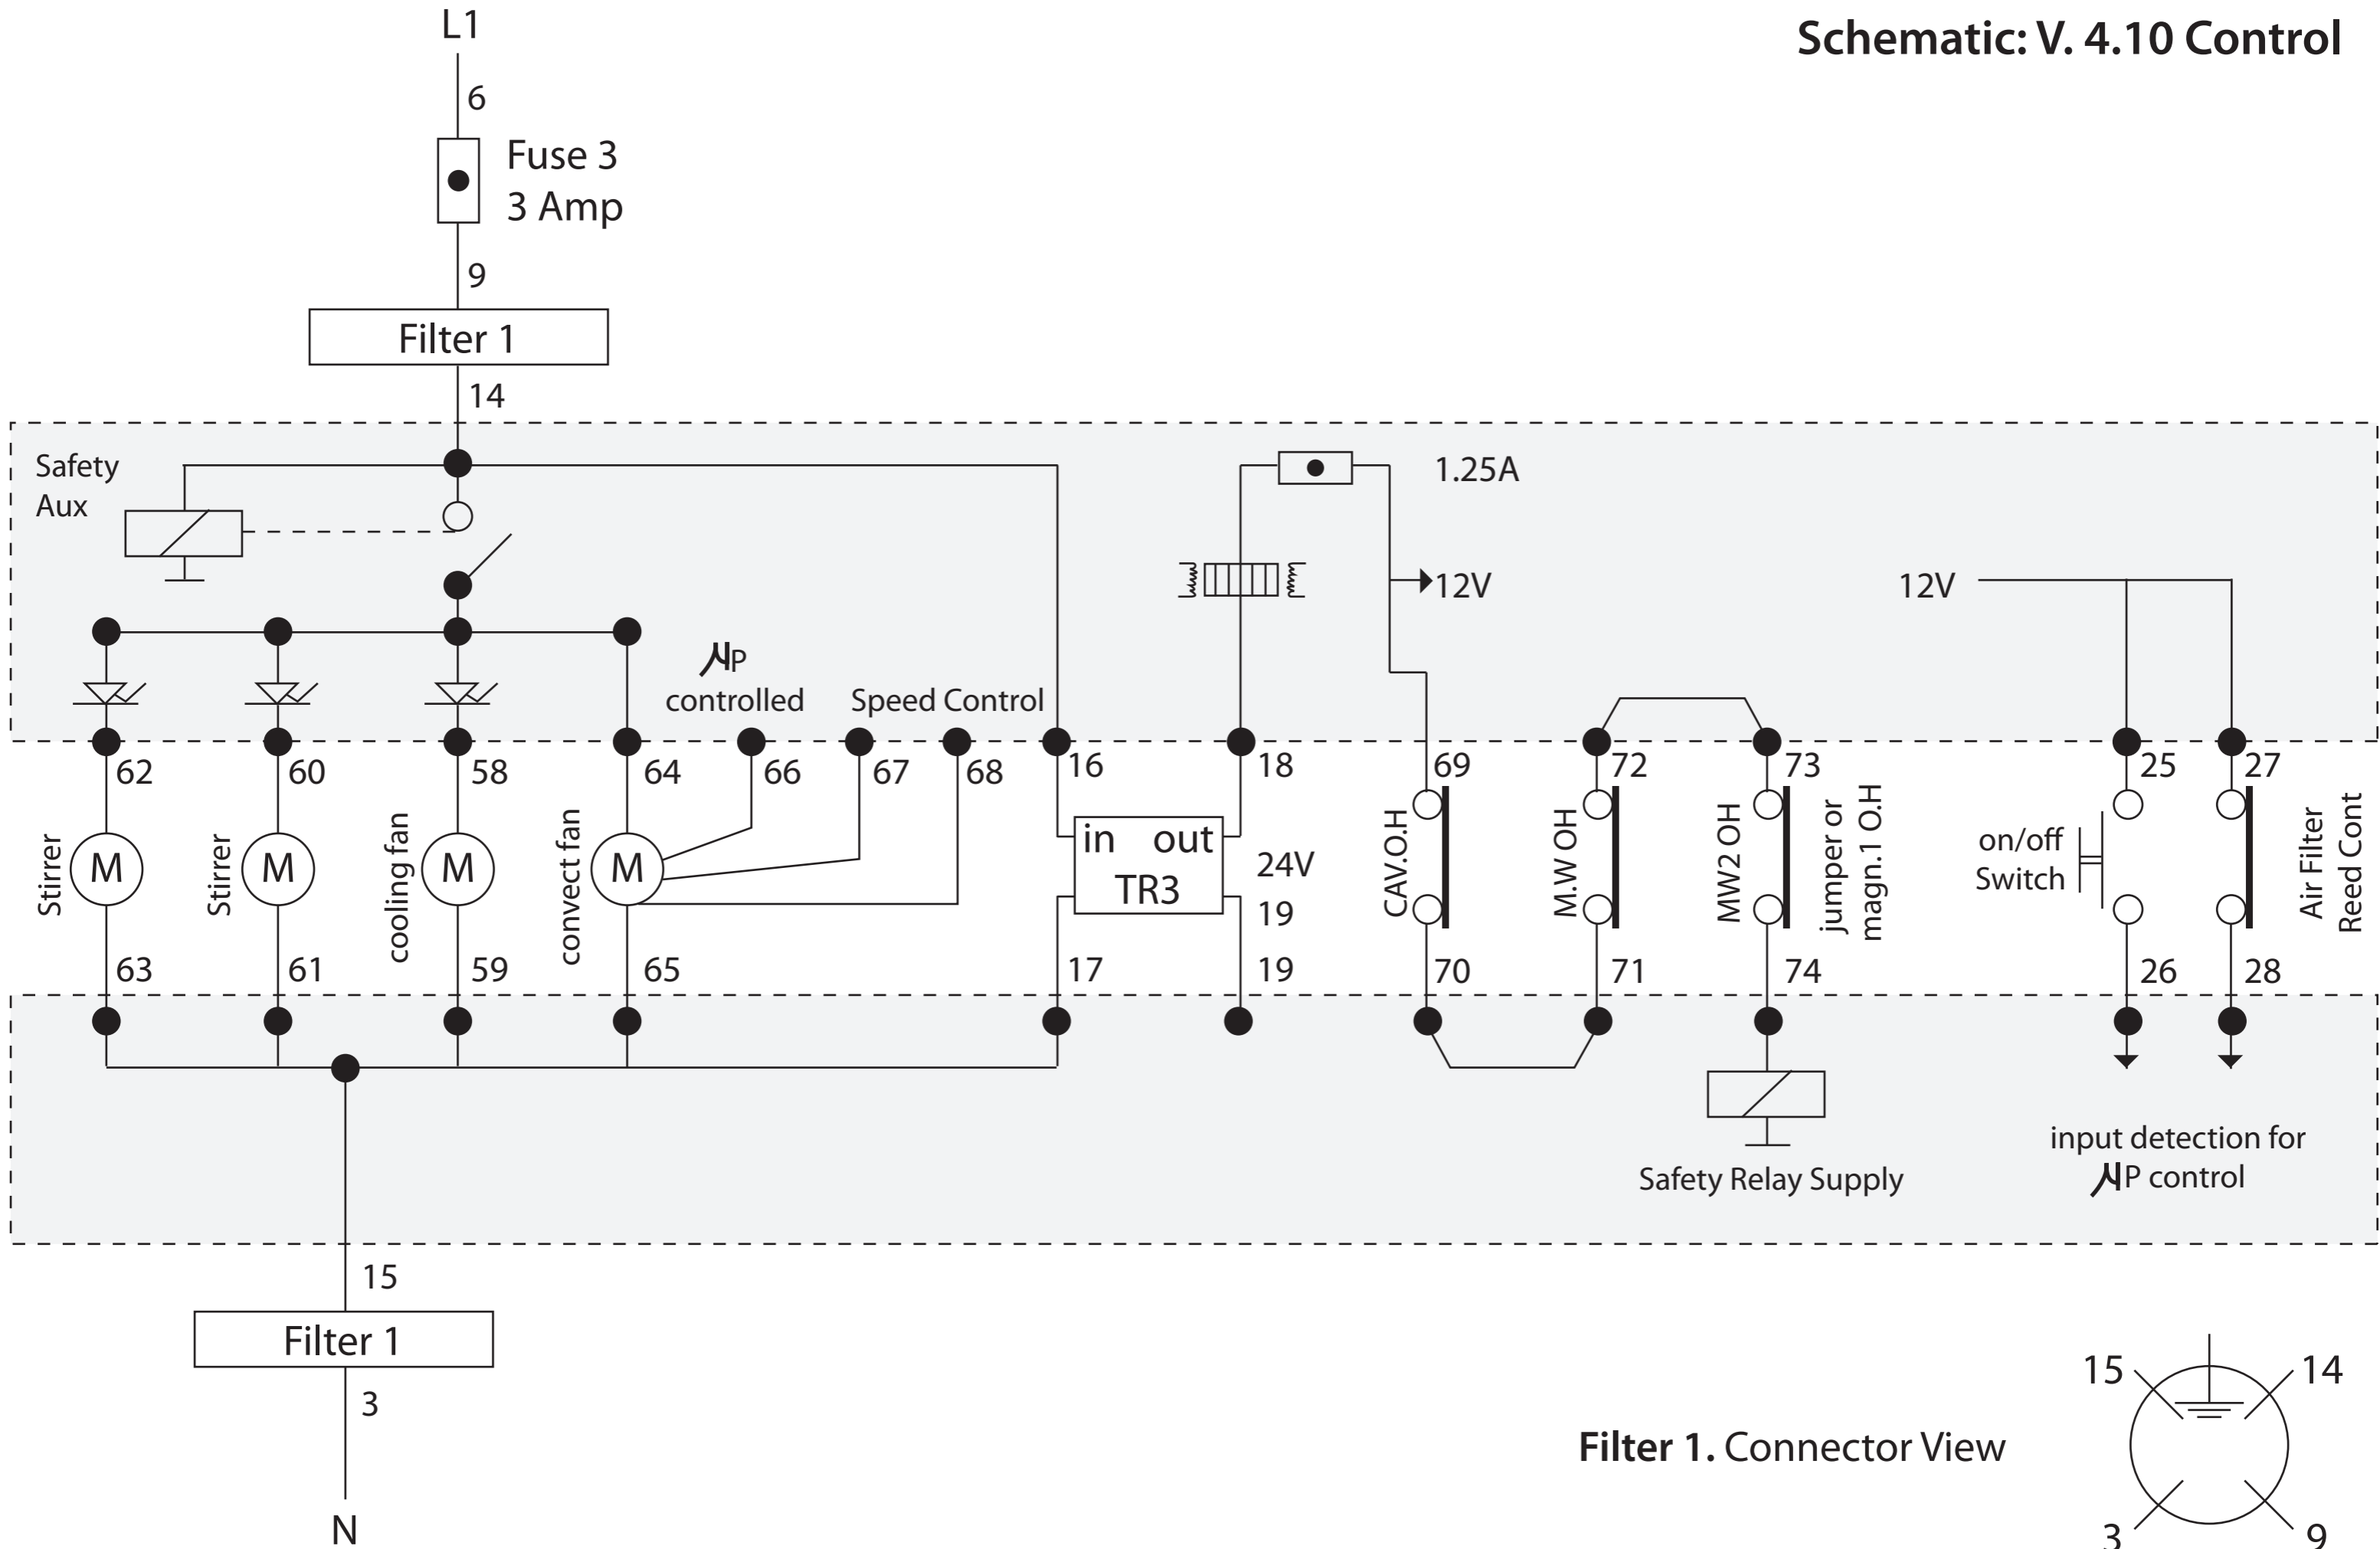 L1
Schematic: V. 4.10 Control
6
Fuse 3
3 Amp
9
Filter 1
14
Safety
Aux
1.25A
12V
12V
µP
controlled
Speed Control
62
60
58
64
66
67
68
16
18
69
72
73
25
27
Stirrer
M
Stirrer
M
cooling fan
M
convect fan
M
in out
TR3
24V
19
CAV.O.H
M.W OH
MW2 OH
jumper or
magn.1 O.H
on/off
Switch
Air Filter
Reed Cont
63
61
59
65
17
19
70
71
74
26
28
Safety Relay Supply
input detection for
µP control
15
Filter 1
3
N
Filter 1. Connector View
15
14
3
9